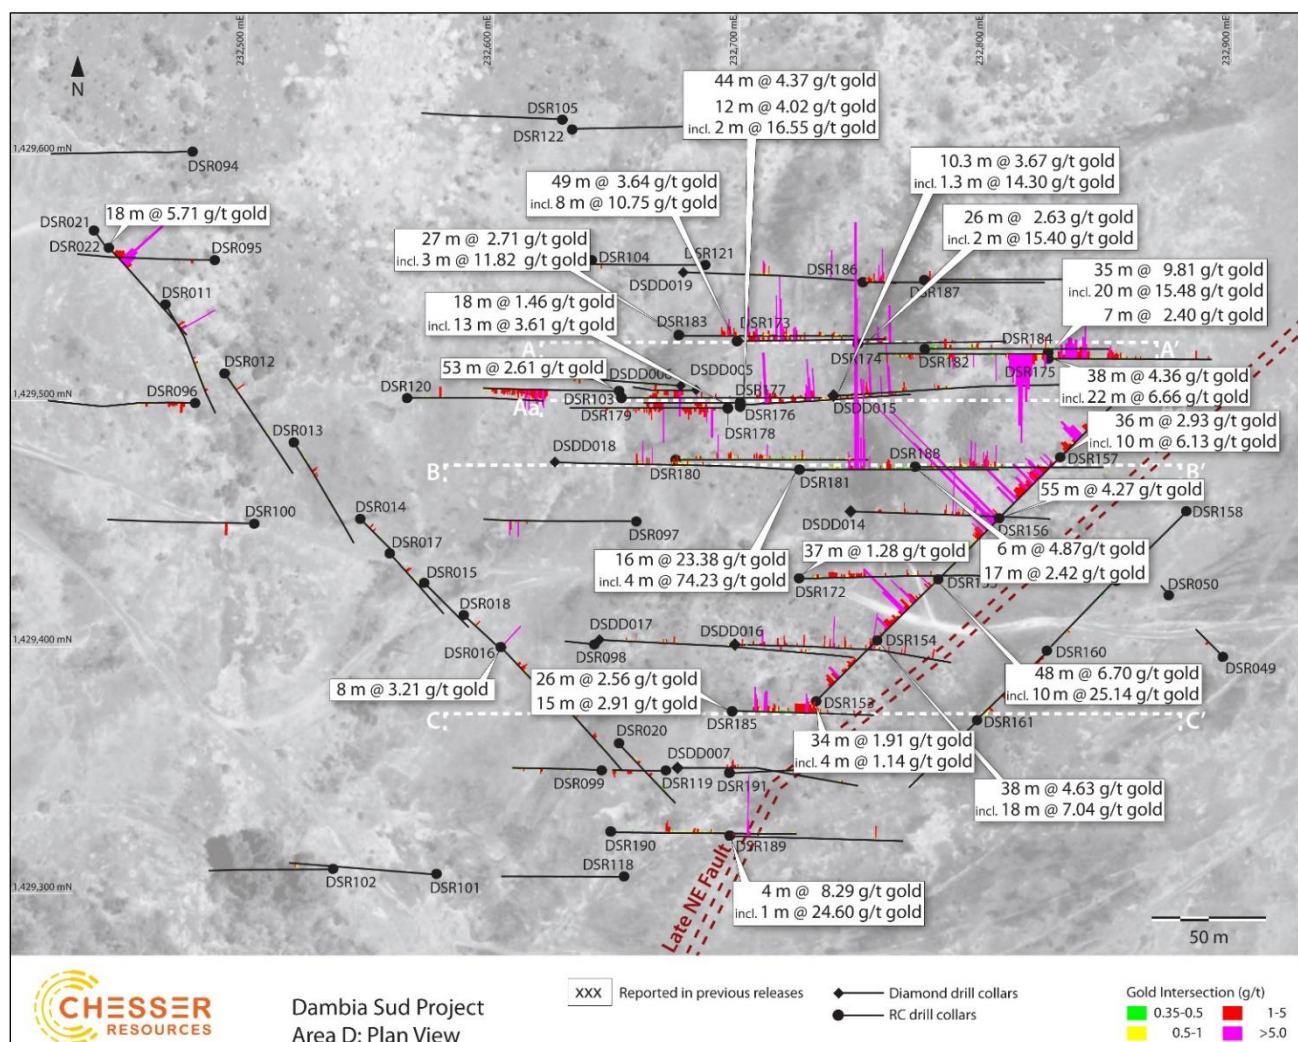 232,500 mE
232,600 mE
232,700 mE
232,800 mE
232,900 mE
N
44 m @ 4.37 g/t gold
12 m @ 4.02 g/t gold
incl. 2 m @ 16.55 g/t gold
DSR105
DSR122
1,429,600 mN
DSR094
10.3 m @ 3.67 g/t gold
incl. 1.3 m @ 14.30 g/t gold
49 m @ 3.64 g/t gold
incl. 8 m @ 10.75 g/t gold
18 m @ 5.71 g/t gold
26 m @ 2.63 g/t gold
incl. 2 m @ 15.40 g/t gold
DSR021
DSR022
DSR095
27 m @ 2.71 g/t gold
incl. 3 m @ 11.82 g/t gold
DSR104
DSR121
DSDD019
DSR186
DSR187
35 m @ 9.81 g/t gold
incl. 20 m @ 15.48 g/t gold
7 m @ 2.40 g/t gold
DSR011
18 m @ 1.46 g/t gold
incl. 13 m @ 3.61 g/t gold
DSR183
DSR173
DSR184
A
A'
DSR174
DSR182
DSR175
DSR012
53 m @ 2.61 g/t gold
DSDD006
DSDD005
38 m @ 4.36 g/t gold
incl. 22 m @ 6.66 g/t gold
1,429,500 mN
DSR096
DSR120
DSR103
DSR177
DSR176
DSDD015
Aa
DSR179
DSR178
36 m @ 2.93 g/t gold
incl. 10 m @ 6.13 g/t gold
DSR013
DSDD018
DSR180
DSR188
DSR157
B
B'
DSR181
55 m @ 4.27 g/t gold
DSR100
DSR014
DSR097
DSDD014
DSR156
DSR158
DSR017
16 m @ 23.38 g/t gold
incl. 4 m @ 74.23 g/t gold
37 m @ 1.28 g/t gold
6 m @ 4.87g/t gold
17 m @ 2.42 g/t gold
DSR015
DSR172
DSR050
DSR018
DSDD017
DSDD016
1,429,400 mN
DSR016
DSR098
DSR154
DSR160
DSR049
8 m @ 3.21 g/t gold
26 m @ 2.56 g/t gold
15 m @ 2.91 g/t gold
48 m @ 6.70 g/t gold
incl. 10 m @ 25.14 g/t gold
DSR153
C
DSR185
DSR161
C'
DSR020
34 m @ 1.91 g/t gold
incl. 4 m @ 1.14 g/t gold
DSDD007
DSR099
DSR119
DSR191
38 m @ 4.63 g/t gold
incl. 18 m @ 7.04 g/t gold
DSR190
DSR189
1,429,300 mN
DSR102
DSR101
DSR118
4 m @ 8.29 g/t gold
incl. 1 m @ 24.60 g/t gold
Late NE Fault
50 m
CHESSER
RESOURCES
Dambia Sud Project
Area D: Plan View
XXX Reported in previous releases
Diamond drill collars
RC drill collars
Gold Intersection (g/t)
0.35-0.5 1-5
0.5-1 >5.0